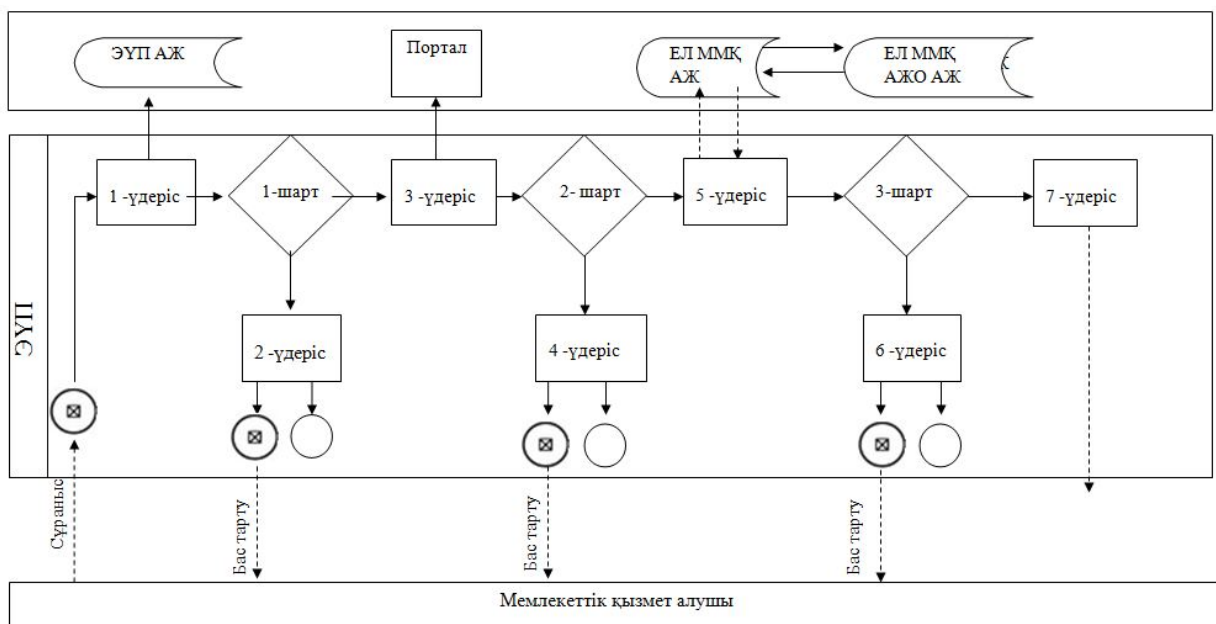 ЭҮП АЖ
Портал
ЕЛ ММҚ
АЖ
ЕЛ ММҚ
АЖО АЖ
ЭҮП
1 -үдеріс
1-шарт
3 -үдеріс
2- шарт
5 -үдеріс
3-шарт
7 -үдеріс
2 -үдеріс
4 -үдеріс
6 -үдеріс
Сұраныс
Бас тарту
Бас тарту
Бас тарту
Мемлекеттік қызмет алушы